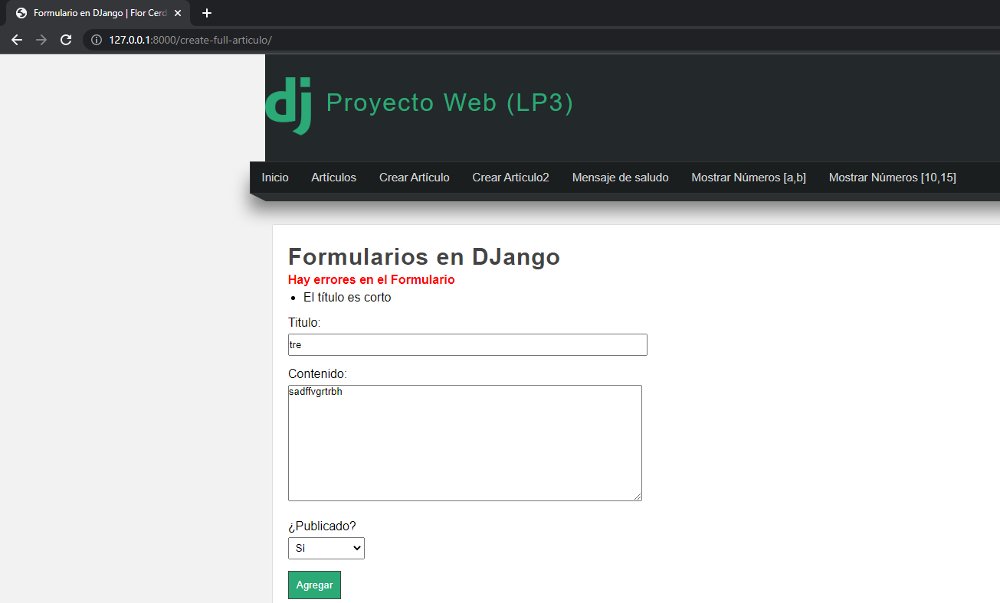 Formulario en DJango | Flor Cerd
127.0.0.1:8000/create-full-articulo/
dj Proyecto Web (LP3)
Inicio Artículos Crear Artículo Crear Artículo2 Mensaje de saludo Mostrar Números [a,b] Mostrar Números [10,15]
Formularios en DJango
Hay errores en el Formulario
El título es corto
Titulo:
tre
Contenido:
sadffvgrtrbh
¿Publicado?
Si
Agregar